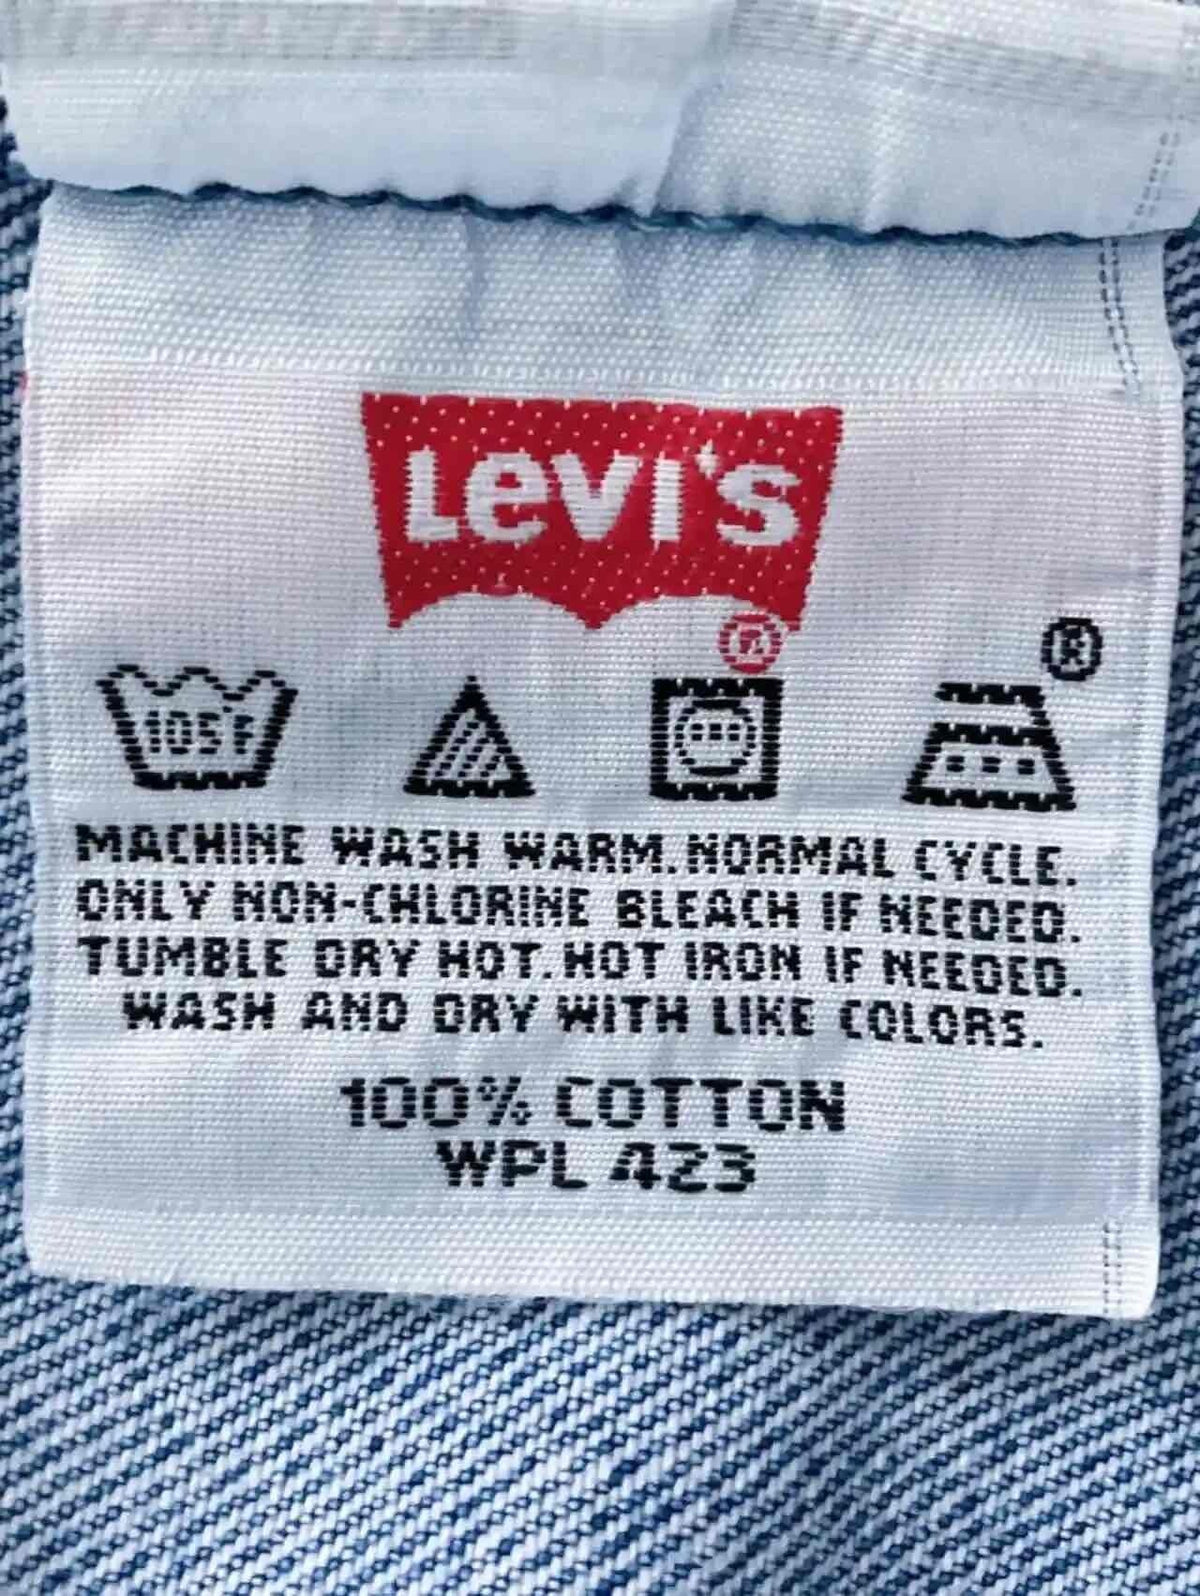 Levi's
®
®
105°F
MACHINE WASH WARM. NORMAL CYCLE.
ONLY NON-CHLORINE BLEACH IF NEEDED.
TUMBLE DRY HOT. HOT IRON IF NEEDED.
WASH AND DRY WITH LIKE COLORS.
100% COTTON
WPL 423